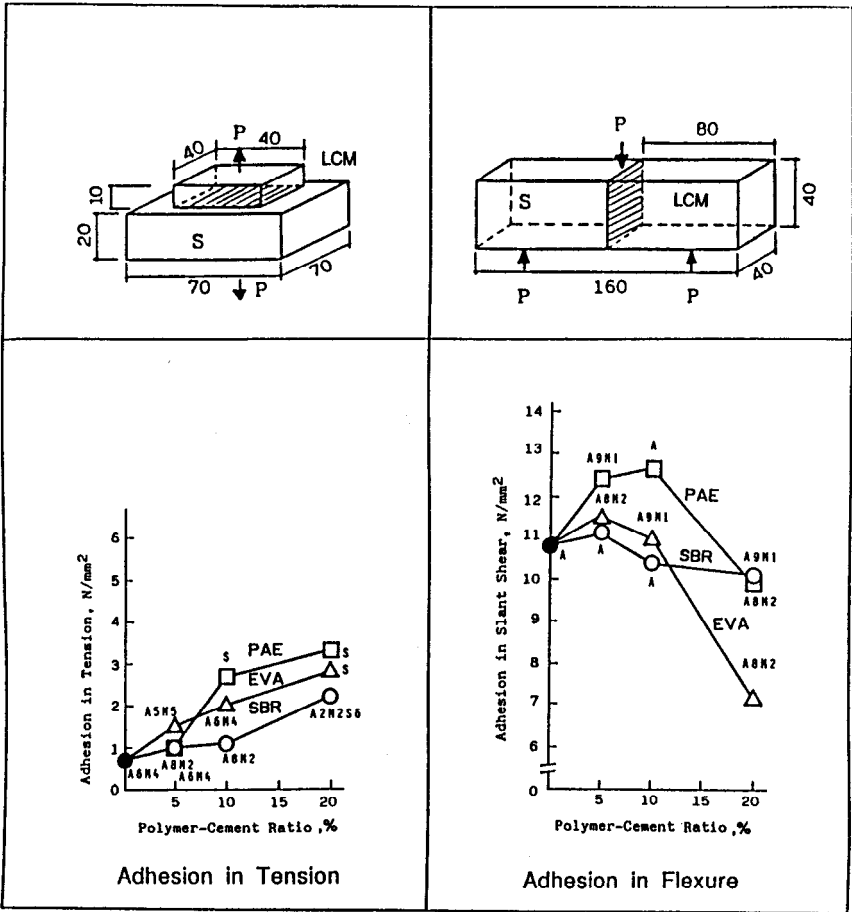 40
P
40
LCM
10
20
S
70
70
P
P
80
S
LCM
40
P
P
160
40
Adhesion in Tension, N/mm²
6
5
4
3
2
1
0
A6M4
A5M5
A8M2
A6M4
S
PAE
EVA
A6M4
SBR
A8M2
S
S
A2M2S6
5
10
20
Polymer-Cement Ratio,%
Adhesion in Tension
Adhesion in Slant Shear, N/mm²
14
13
12
11
10
9
8
7
6
0
A
A9M1
A8M2
A
A
A9M1
A
PAE
SBR
EVA
A9M1
A8M2
A8M2
0
5
10
20
Polymer-Cement Ratio,%
Adhesion in Flexure